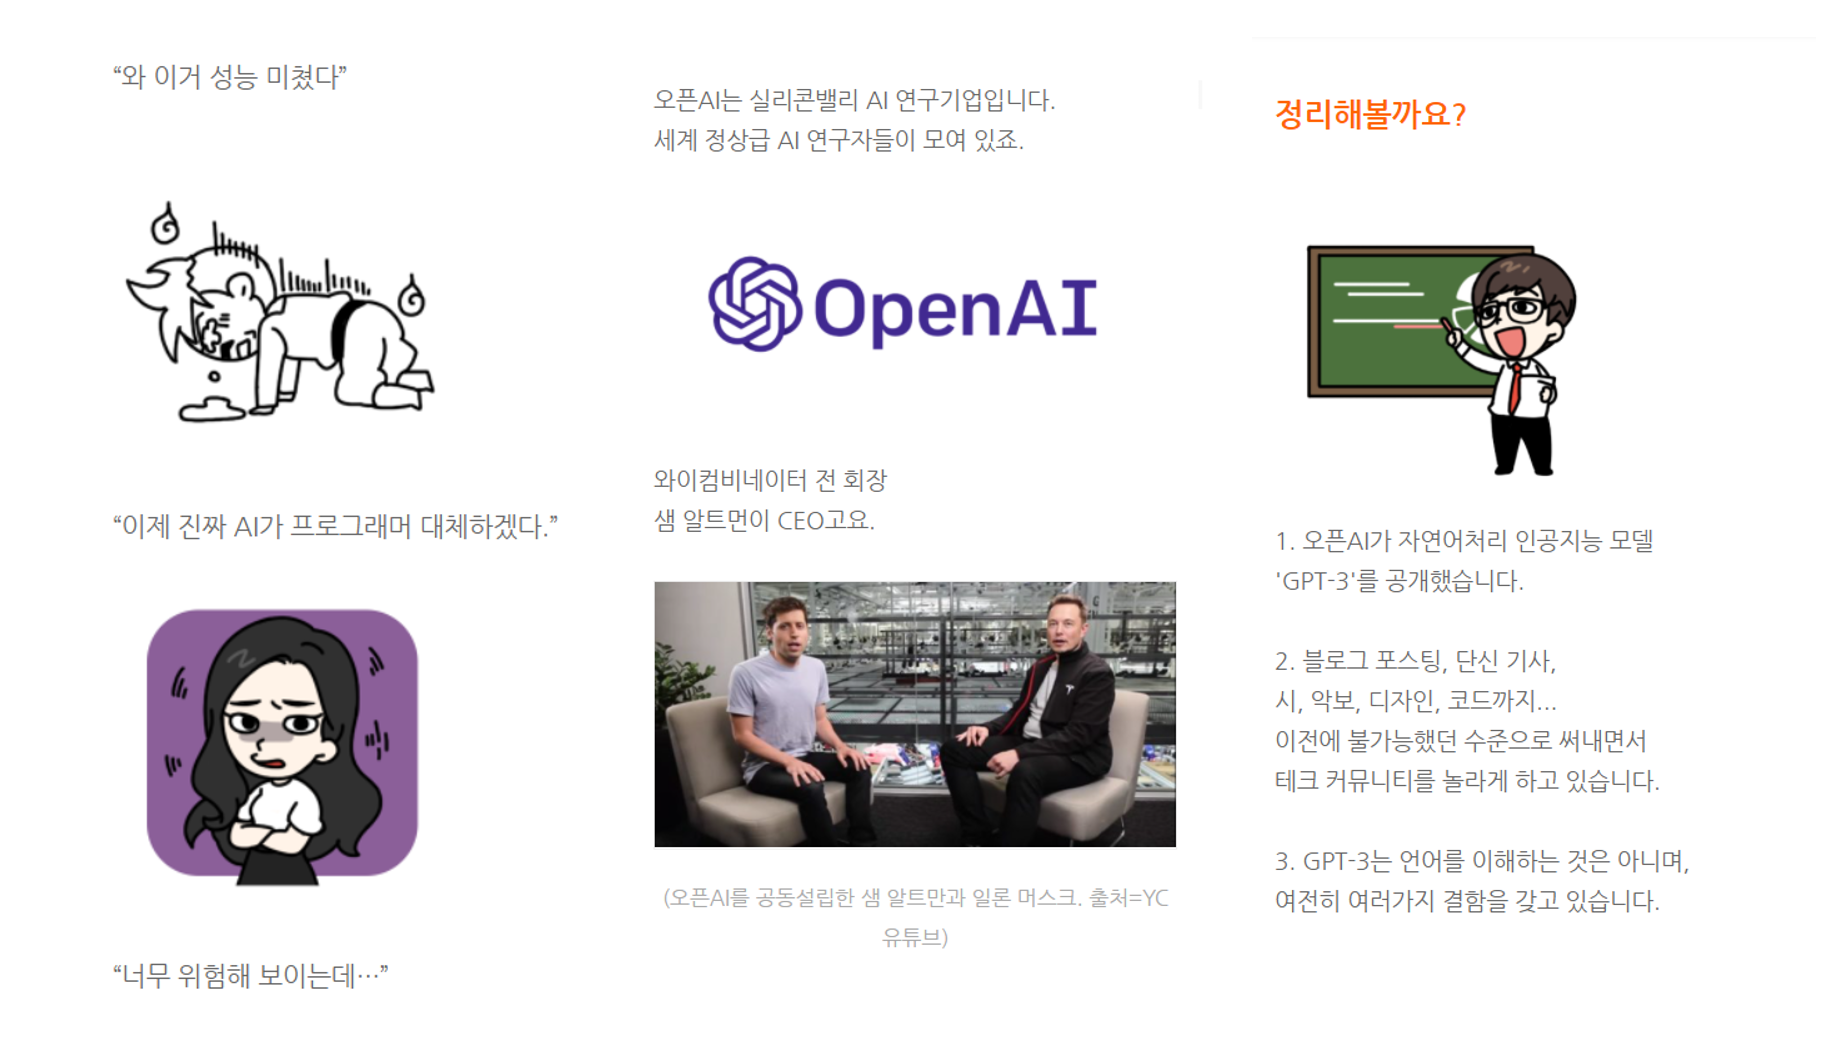 “와 이거 성능 미쳤다”
“이제 진짜 AI가 프로그래머 대체하겠다.”
“너무 위험해 보이는데…”
오픈AI는 실리콘밸리 AI 연구기업입니다.
세계 정상급 AI 연구자들이 모여 있죠.
OpenAI
와이컴비네이터 전 회장
샘 알트먼이 CEO고요.
(오픈AI를 공동설립한 샘 알트만과 일론 머스크. 출처=YC
유튜브)
정리해볼까요?
1. 오픈AI가 자연어처리 인공지능 모델
'GPT-3'를 공개했습니다.
2. 블로그 포스팅, 단신 기사,
시, 악보, 디자인, 코드까지...
이전에 불가능했던 수준으로 써내면서
테크 커뮤니티를 놀라게 하고 있습니다.
3. GPT-3는 언어를 이해하는 것은 아니며,
여전히 여러가지 결함을 갖고 있습니다.